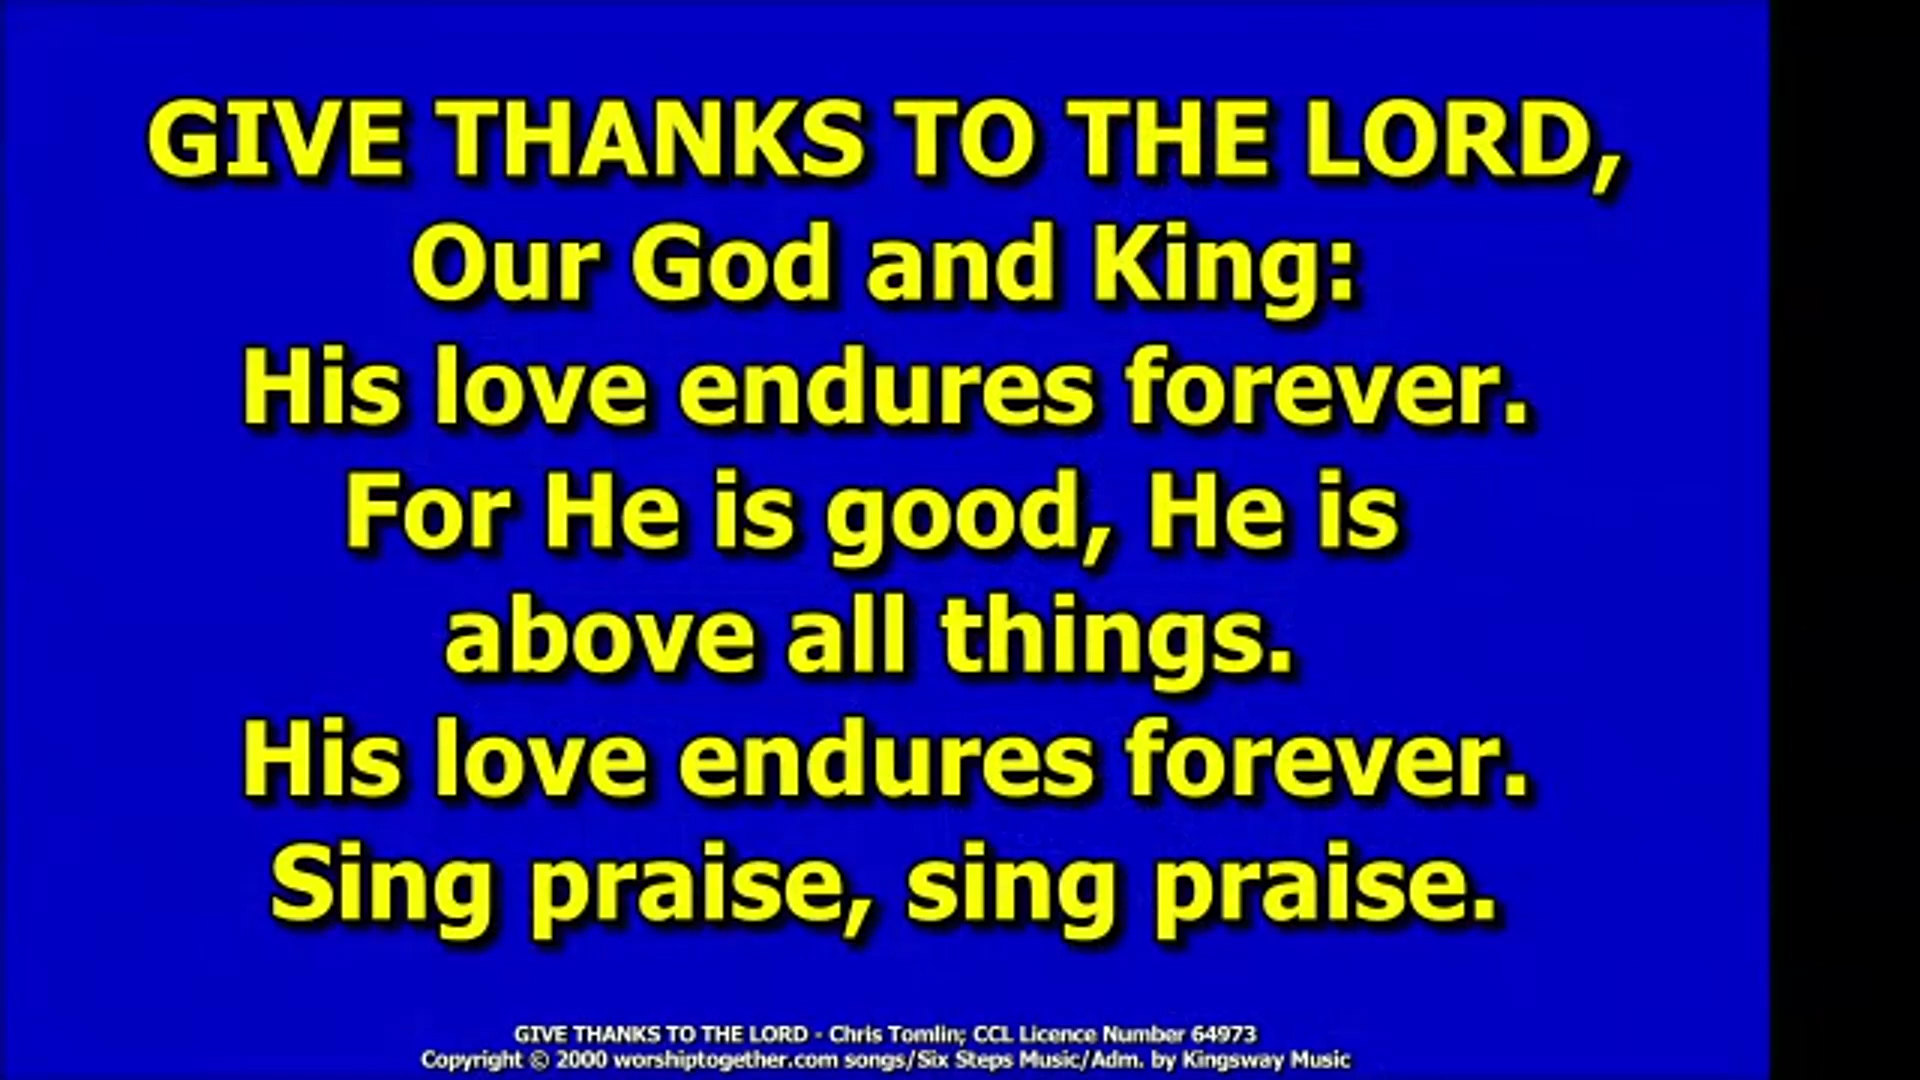 GIVE THANKS TO THE LORD,
Our God and King:
His love endures forever.
For He is good, He is
above all things.
His love endures forever.
Sing praise, sing praise.
GIVE THANKS TO THE LORD - Chris Tomlin; CCL Licence Number 64973
Copyright © 2000 worshiptogether.com songs/Six Steps Music/Adm. by Kingsway Music